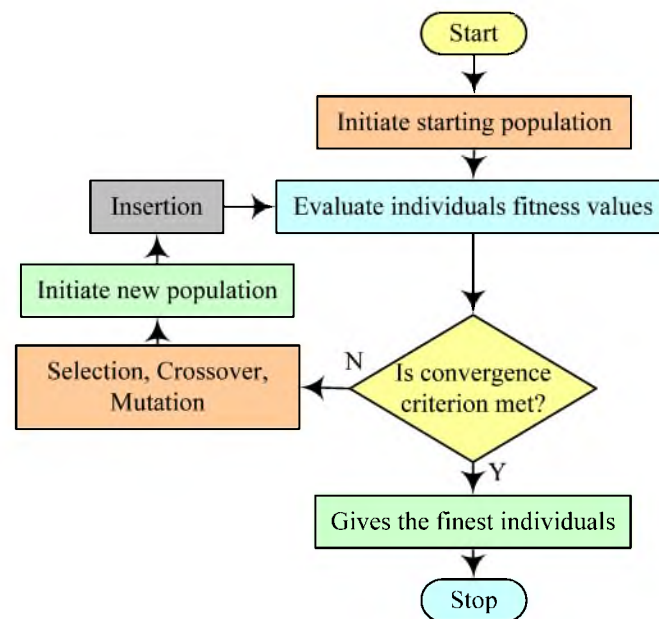 Start
Initiate starting population
Insertion
Evaluate individuals fitness values
Initiate new population
Selection, Crossover,
Mutation
N
Is convergence
criterion met?
Y
Gives the finest individuals
Stop